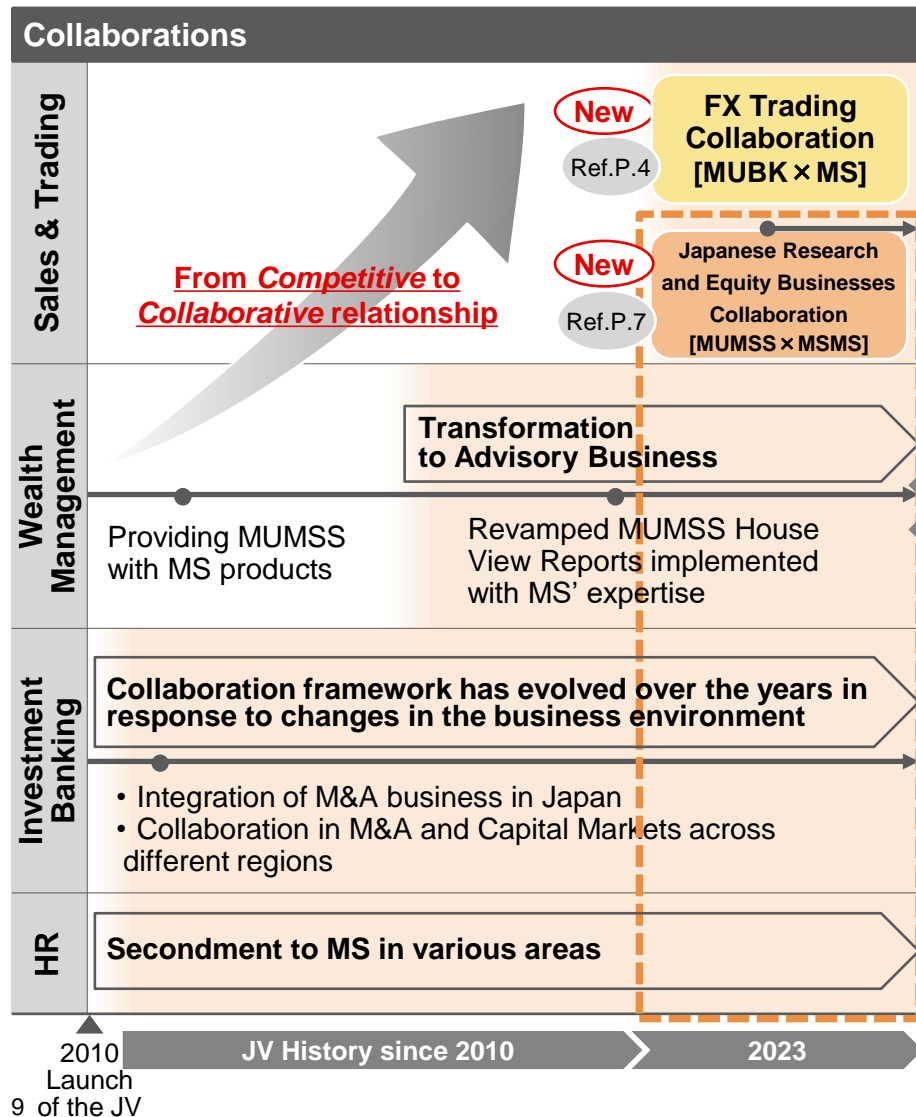 Collaborations
Sales & Trading
New
Ref.P.4
FX Trading
Collaboration
[MUBK×MS]
From Competitive to
Collaborative relationship
New
Ref.P.7
Japanese Research
and Equity Businesses
Collaboration
[MUMSS×MSMS]
Wealth
Management
Transformation
to Advisory Business
Providing MUMSS
with MS products
Revamped MUMSS House
View Reports implemented
with MS’ expertise
Investment
Banking
Collaboration framework has evolved over the years in
response to changes in the business environment
• Integration of M&A business in Japan
• Collaboration in M&A and Capital Markets across
different regions
HR
Secondment to MS in various areas
JV History since 2010
2023
2010
Launch
of the JV
9